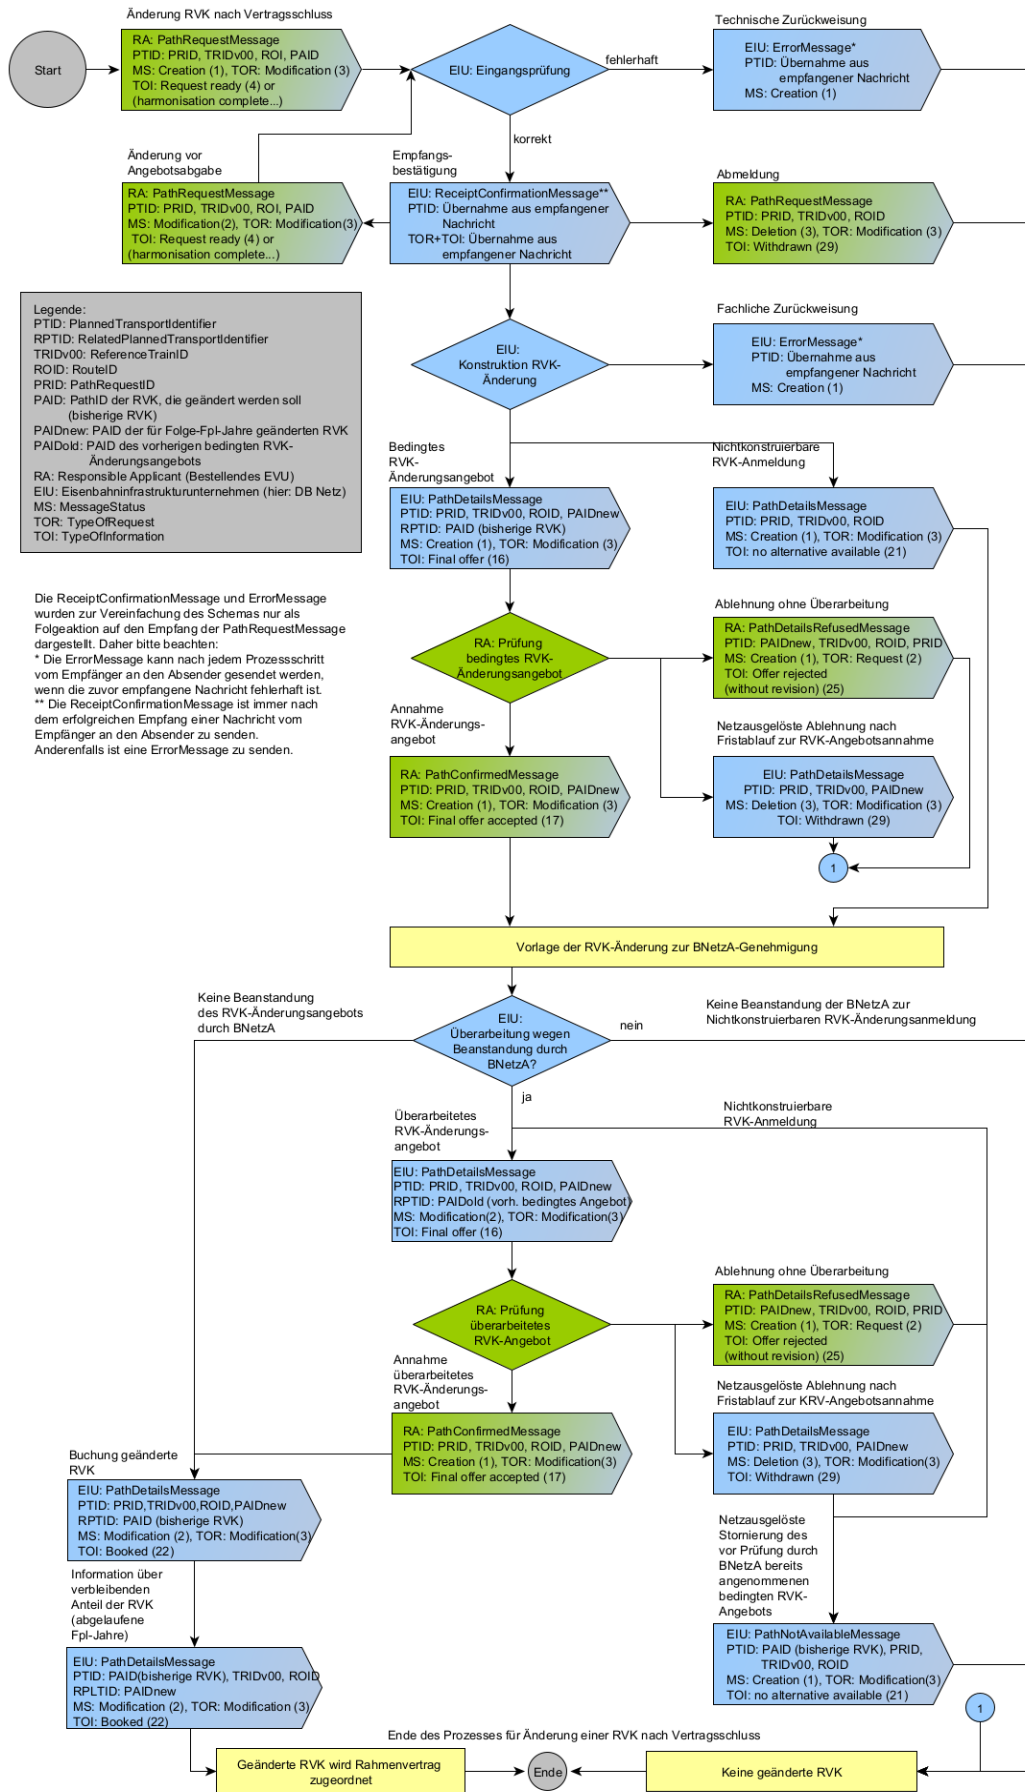 Änderung RVK nach Vertragsschluss
Start
RA: PathRequestMessage
PTID: PRID, TRIDv00, ROI, PAID
MS: Creation (1), TOR: Modification (3)
TOI: Request ready (4) or
(harmonisation complete...)
EIU: Eingangsprüfung
fehlerhaft
korrekt
Technische Zurückweisung
EIU: ErrorMessage*
PTID: Übernahme aus
empfangener Nachricht
MS: Creation (1)
Änderung vor
Angebotsabgabe
RA: PathRequestMessage
PTID: PRID, TRIDv00, ROI, PAID
MS: Modification(2), TOR: Modification(3)
TOI: Request ready (4) or
(harmonisation complete...)
Empfangs-
bestätigung
EIU: ReceiptConfirmationMessage**
PTID: Übernahme aus empfangener
Nachricht
TOR+TOI: Übernahme aus
empfangener Nachricht
Abmeldung
RA: PathRequestMessage
PTID: PRID, TRIDv00, ROID
MS: Deletion (3), TOR: Modification (3)
TOI: Withdrawn (29)
Legende:
PTID: PlannedTransportIdentifier
RPTID: RelatedPlannedTransportIdentifier
TRIDv00: ReferenceTrainID
ROID: RouteID
PRID: PathRequestID
PAID: PathID der RVK, die geändert werden soll
(bisherige RVK)
PAIDnew: PAID der für Folge-Fpl-Jahre geänderten RVK
PAIDold: PAID des vorherigen bedingten RVK-
Änderungsangebots
RA: Responsible Applicant (Bestellendes EVU)
EIU: Eisenbahninfrastrukturunternehmen (hier: DB Netz)
MS: MessageStatus
TOR: TypeOfRequest
TOI: TypeOfInformation
EIU:
Konstruktion RVK-
Änderung
Fachliche Zurückweisung
EIU: ErrorMessage*
PTID: Übernahme aus
empfangener Nachricht
MS: Creation (1)
Bedingtes
RVK-
Änderungsangebot
EIU: PathDetailsMessage
PTID: PRID, TRIDv00, ROID, PAIDnew
RPTID: PAID (bisherige RVK)
MS: Creation (1), TOR: Modification (3)
TOI: Final offer (16)
Nichtkonstruierbare
RVK-Anmeldung
EIU: PathDetailsMessage
PTID: PRID, TRIDv00, ROID
MS: Creation (1), TOR: Modification (3)
TOI: no alternative available (21)
Die ReceiptConfirmationMessage und ErrorMessage
wurden zur Vereinfachung des Schemas nur als
Folgeaktion auf den Empfang der PathRequestMessage
dargestellt. Daher bitte beachten:
* Die ErrorMessage kann nach jedem Prozessschritt
vom Empfänger an den Absender gesendet werden,
wenn die zuvor empfangene Nachricht fehlerhaft ist.
** Die ReceiptConfirmationMessage ist immer nach
dem erfolgreichen Empfang einer Nachricht vom
Empfänger an den Absender zu senden.
Anderenfalls ist eine ErrorMessage zu senden.
RA: Prüfung
bedingtes RVK-
Änderungsangebot
Ablehnung ohne Überarbeitung
RA: PathDetailsRefusedMessage
PTID: PAIDnew, TRIDv00, ROID, PRID
MS: Creation (1), TOR: Request (2)
TOI: Offer rejected
(without revision) (25)
Annahme
RVK-Änderungs-
angebot
RA: PathConfirmedMessage
PTID: PRID, TRIDv00, ROID, PAIDnew
MS: Creation (1), TOR: Modification (3)
TOI: Final offer accepted (17)
Netzausgelöste Ablehnung nach
Fristablauf zur RVK-Angebotsannahme
EIU: PathDetailsMessage
PTID: PRID, TRIDv00, PAIDnew
MS: Deletion (3), TOR: Modification (3)
TOI: Withdrawn (29)
1
Vorlage der RVK-Änderung zur BNetzA-Genehmigung
Keine Beanstandung
des RVK-Änderungsangebots
durch BNetzA
EIU:
Überarbeitung wegen
Beanstandung durch
BNetzA?
nein
ja
Keine Beanstandung der BNetzA zur
Nichtkonstruierbaren RVK-Änderungsanmeldung
Überarbeitetes
RVK-Änderungs-
angebot
Nichtkonstruierbare
RVK-Anmeldung
EIU: PathDetailsMessage
PTID: PRID, TRIDv00, ROID, PAIDnew
RPTID: PAIDold (vorh. bedingtes Angebot)
MS: Modification(2), TOR: Modification(3)
TOI: Final offer (16)
RA: Prüfung
überarbeitetes
RVK-Angebot
Ablehnung ohne Überarbeitung
RA: PathDetailsRefusedMessage
PTID: PAIDnew, TRIDv00, ROID, PRID
MS: Creation (1), TOR: Request (2)
TOI: Offer rejected
(without revision) (25)
Annahme
überarbeitetes
RVK-Änderungs-
angebot
RA: PathConfirmedMessage
PTID: PRID, TRIDv00, ROID, PAIDnew
MS: Creation (1), TOR: Modification(3)
TOI: Final offer accepted (17)
Netzausgelöste Ablehnung nach
Fristablauf zur KRV-Angebotsannahme
EIU: PathDetailsMessage
PTID: PRID, TRIDv00, PAIDnew
MS: Deletion (3), TOR: Modification(3)
TOI: Withdrawn (29)
Buchung geänderte
RVK
EIU: PathDetailsMessage
PTID: PRID,TRIDv00,ROID,PAIDnew
RPTID: PAID (bisherige RVK)
MS: Modification (2), TOR: Modification(3)
TOI: Booked (22)
Netzausgelöste
Stornierung des
vor Prüfung durch
BNetzA bereits
angenommenen
bedingten RVK-
Angebots
EIU: PathNotAvailableMessage
PTID: PAID (bisherige RVK), PRID,
TRIDv00, ROID
MS: Creation (1), TOR: Modification(3)
TOI: no alternative available (21)
Information über
verbleibenden
Anteil der RVK
(abgelaufene
Fpl-Jahre)
EIU: PathDetailsMessage
PTID: PAID(bisherige RVK), TRIDv00, ROID
RPLTID: PAIDnew
MS: Modification (2), TOR: Modification (3)
TOI: Booked (22)
1
Ende des Prozesses für Änderung einer RVK nach Vertragsschluss
Geänderte RVK wird Rahmenvertrag
zugeordnet
Ende
Keine geänderte RVK